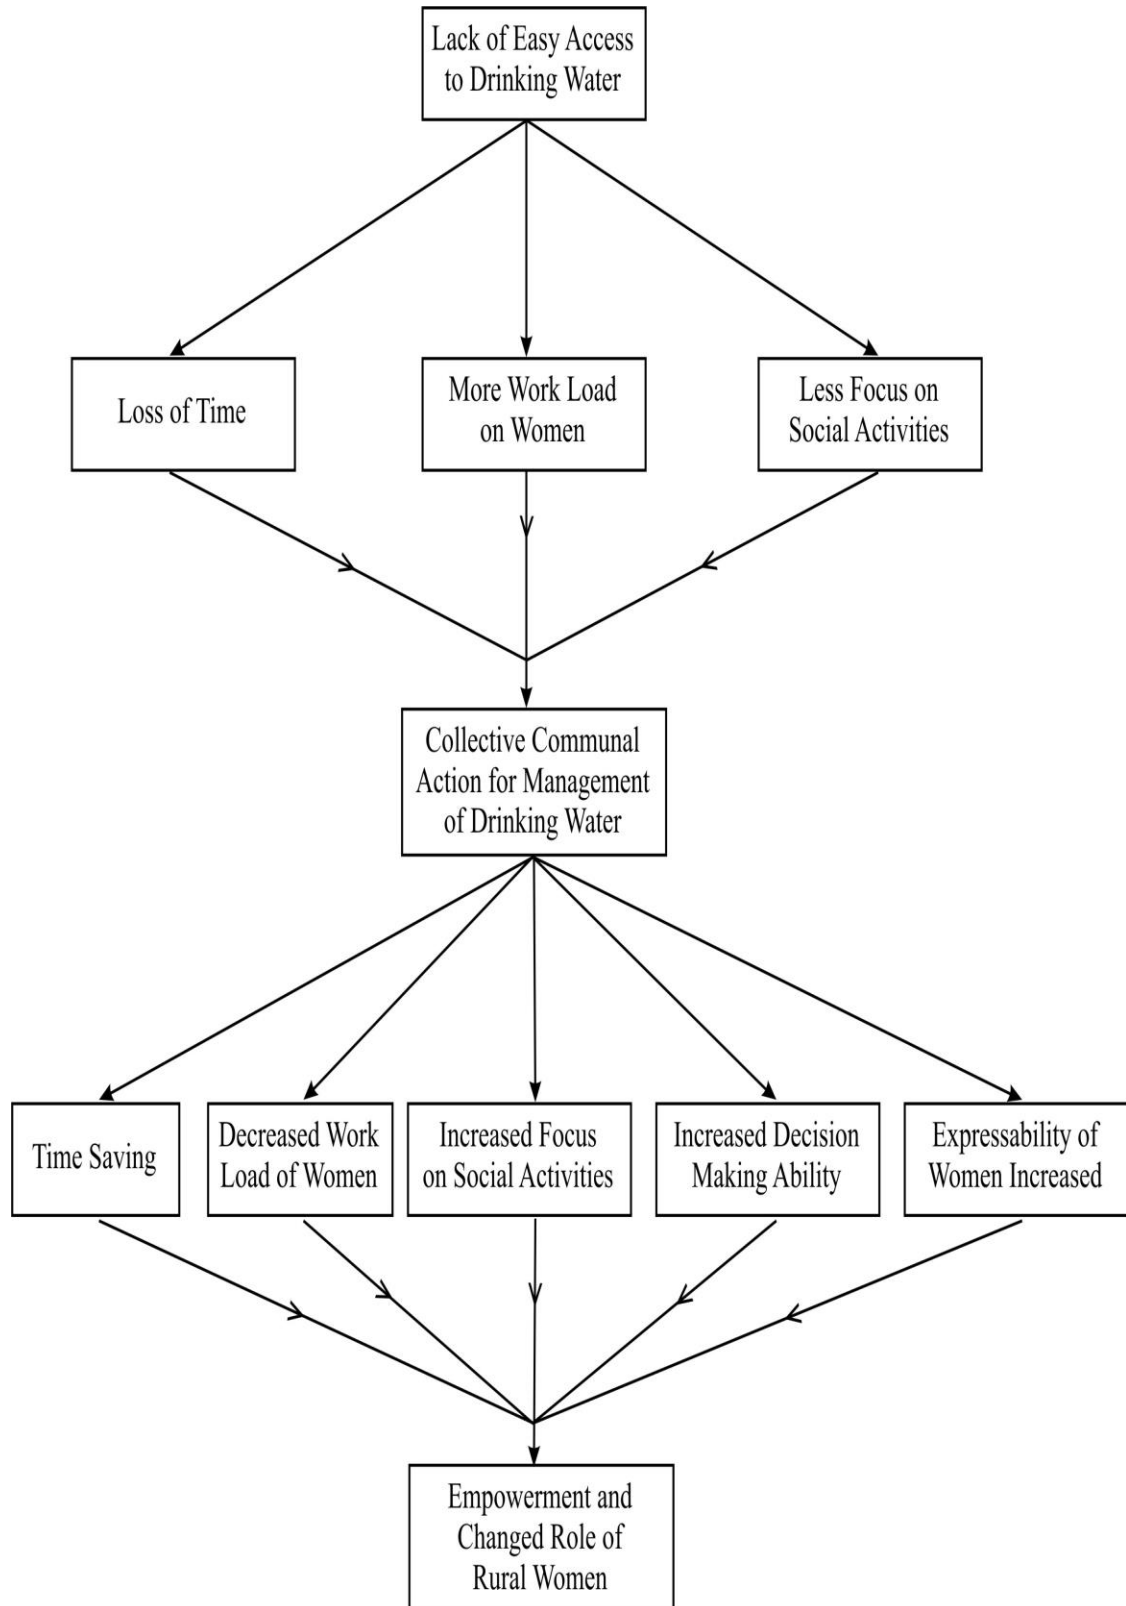 Lack of Easy Access
to Drinking Water
Loss of Time
More Work Load
on Women
Less Focus on
Social Activities
Collective Communal
Action for Management
of Drinking Water
Time Saving
Decreased Work
Load of Women
Increased Focus
on Social Activities
Increased Decision
Making Ability
Expressability of
Women Increased
Empowerment and
Changed Role of
Rural Women